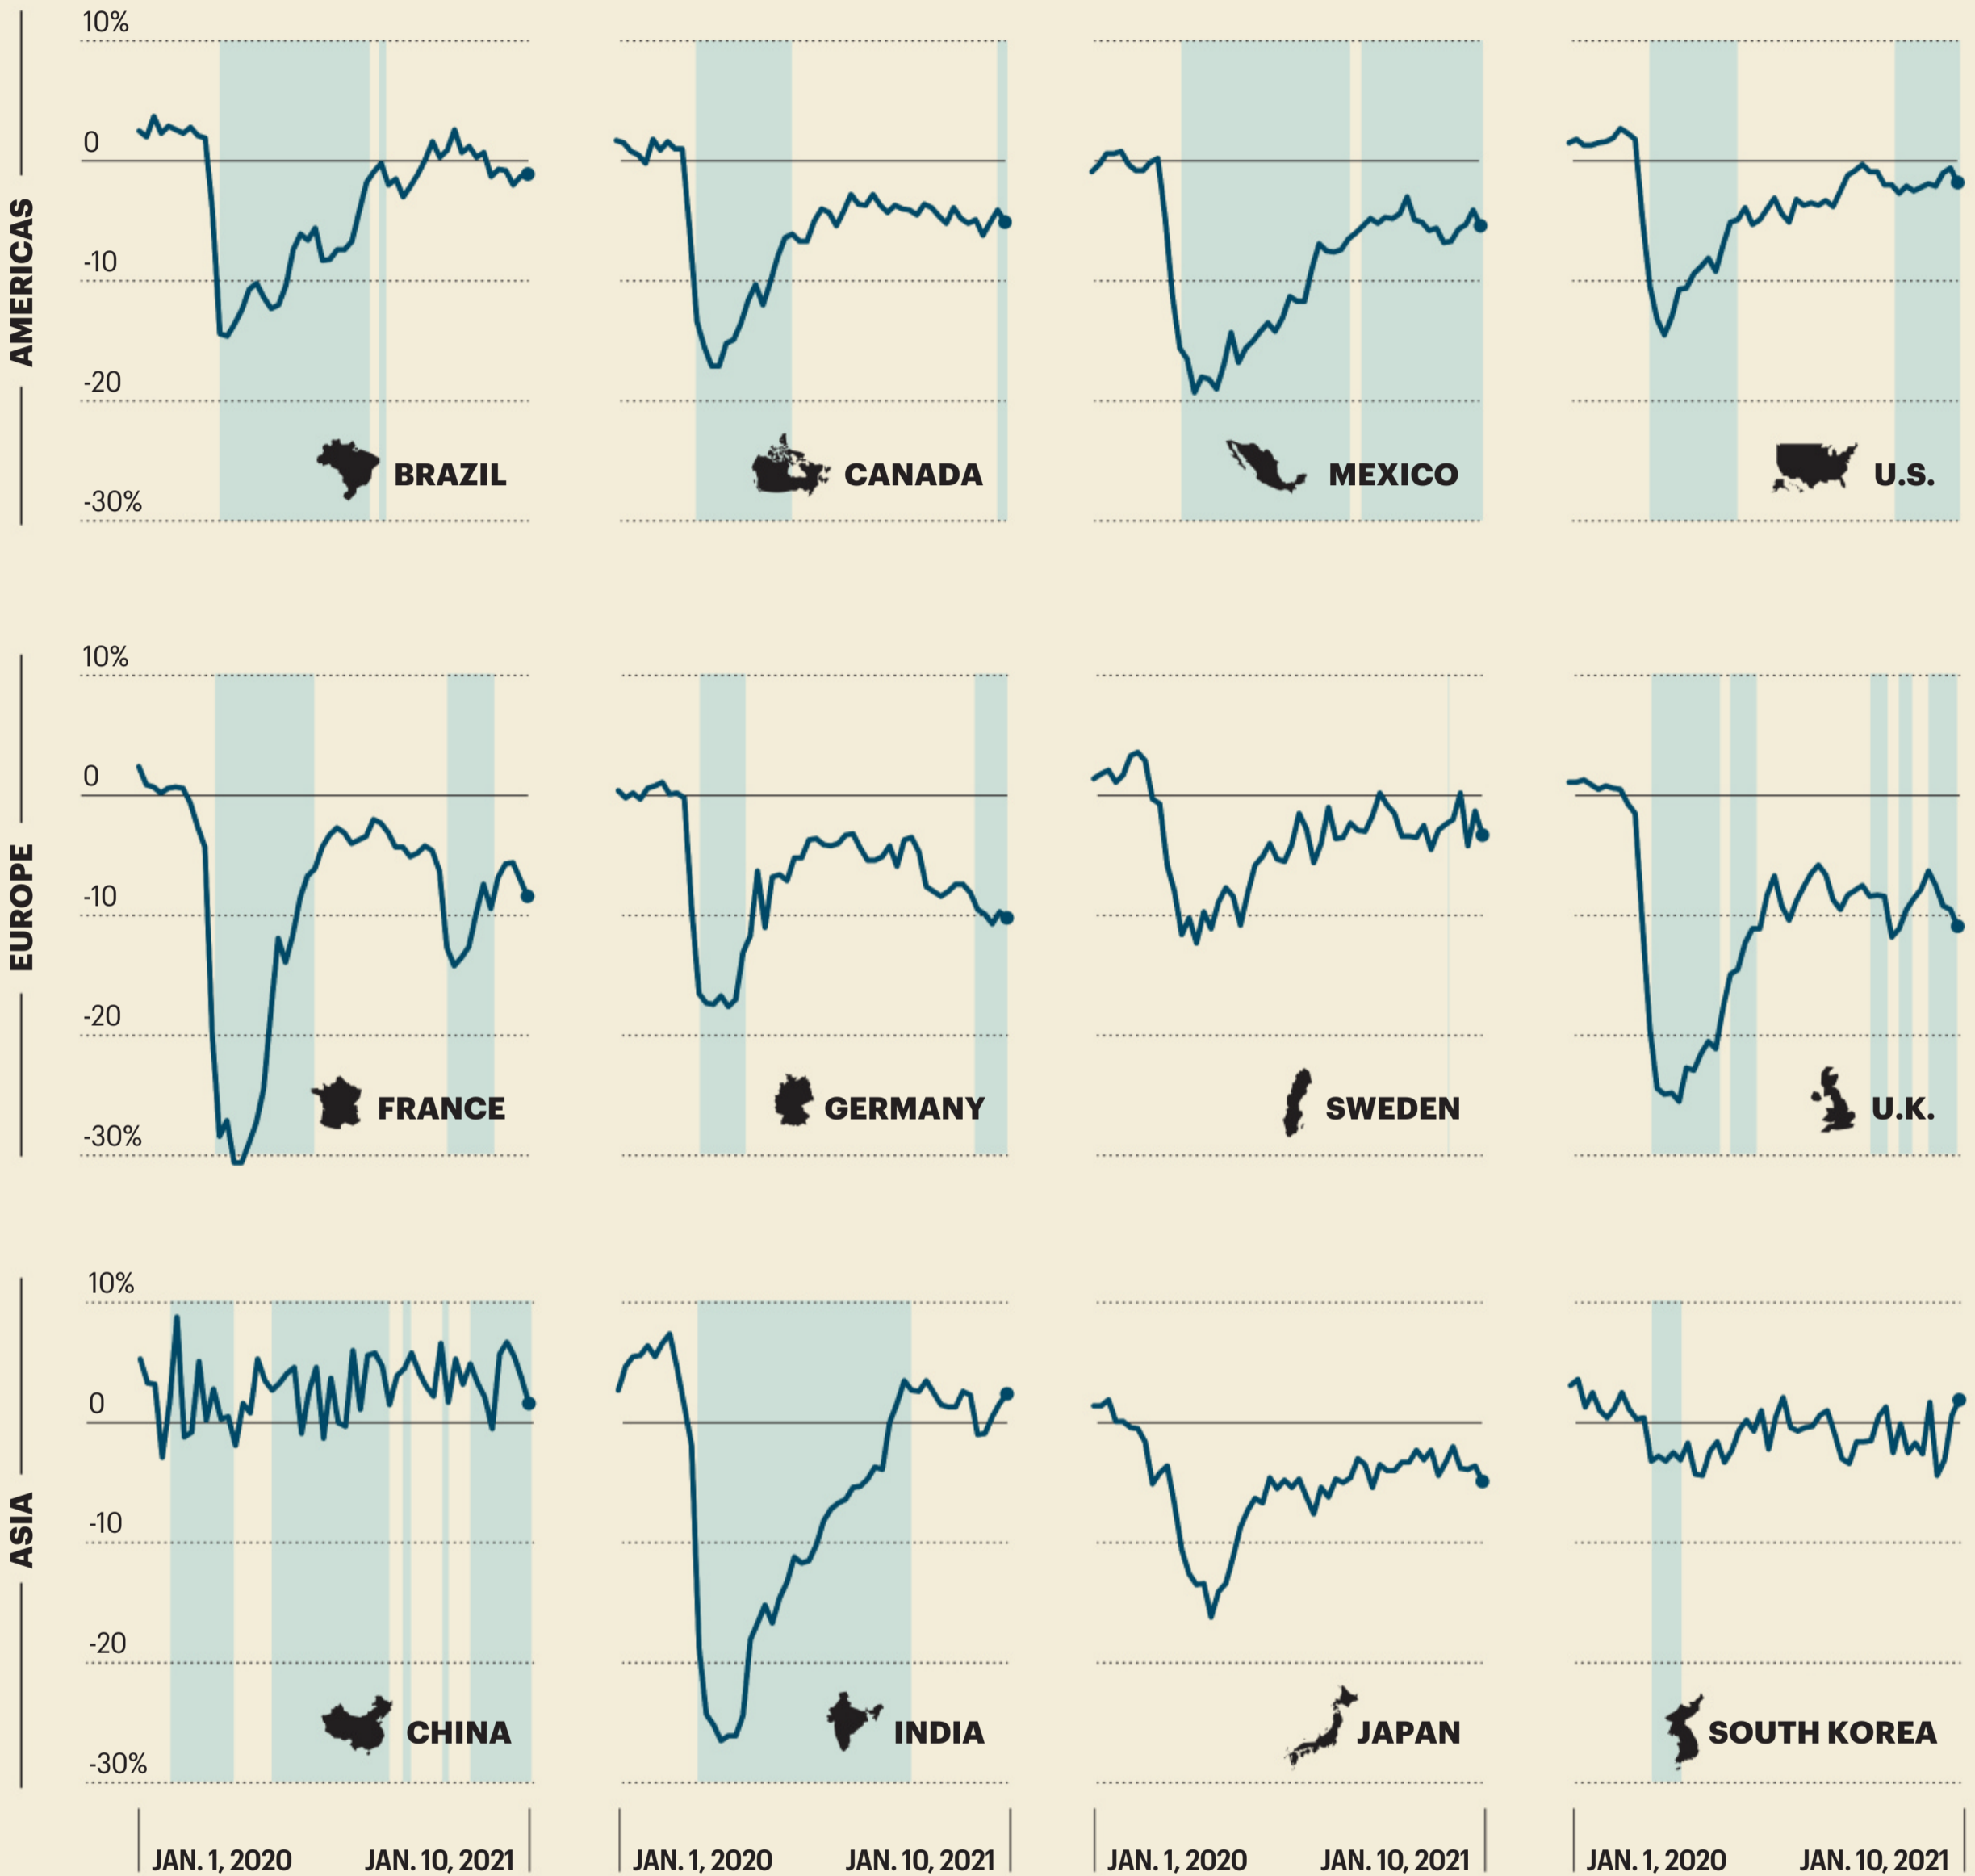 AMERICAS
10%
0
-10
-20
-30%
BRAZIL
CANADA
MEXICO
U.S.
EUROPE
10%
0
-10
-20
-30%
FRANCE
GERMANY
SWEDEN
U.K.
ASIA
10%
0
-10
-20
-30%
CHINA
INDIA
JAPAN
SOUTH KOREA
JAN. 1, 2020 JAN. 10, 2021 JAN. 1, 2020 JAN. 10, 2021 JAN. 1, 2020 JAN. 10, 2021 JAN. 1, 2020 JAN. 10, 2021